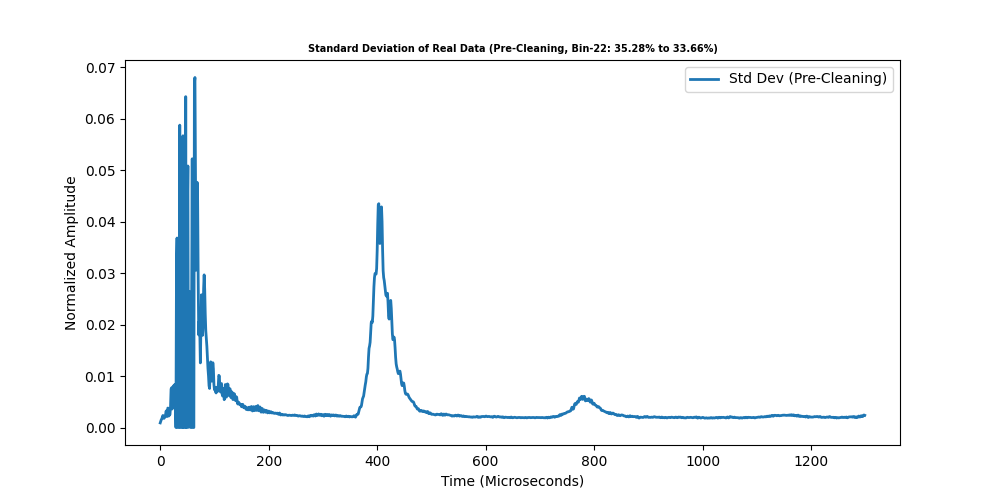 Standard Deviation of Real Data (Pre-Cleaning, Bin-22: 35.28% to 33.66%)
Std Dev (Pre-Cleaning)
Normalized Amplitude
0.07
0.06
0.05
0.04
0.03
0.02
0.01
0.00
0 200 400 600 800 1000 1200
Time (Microseconds)